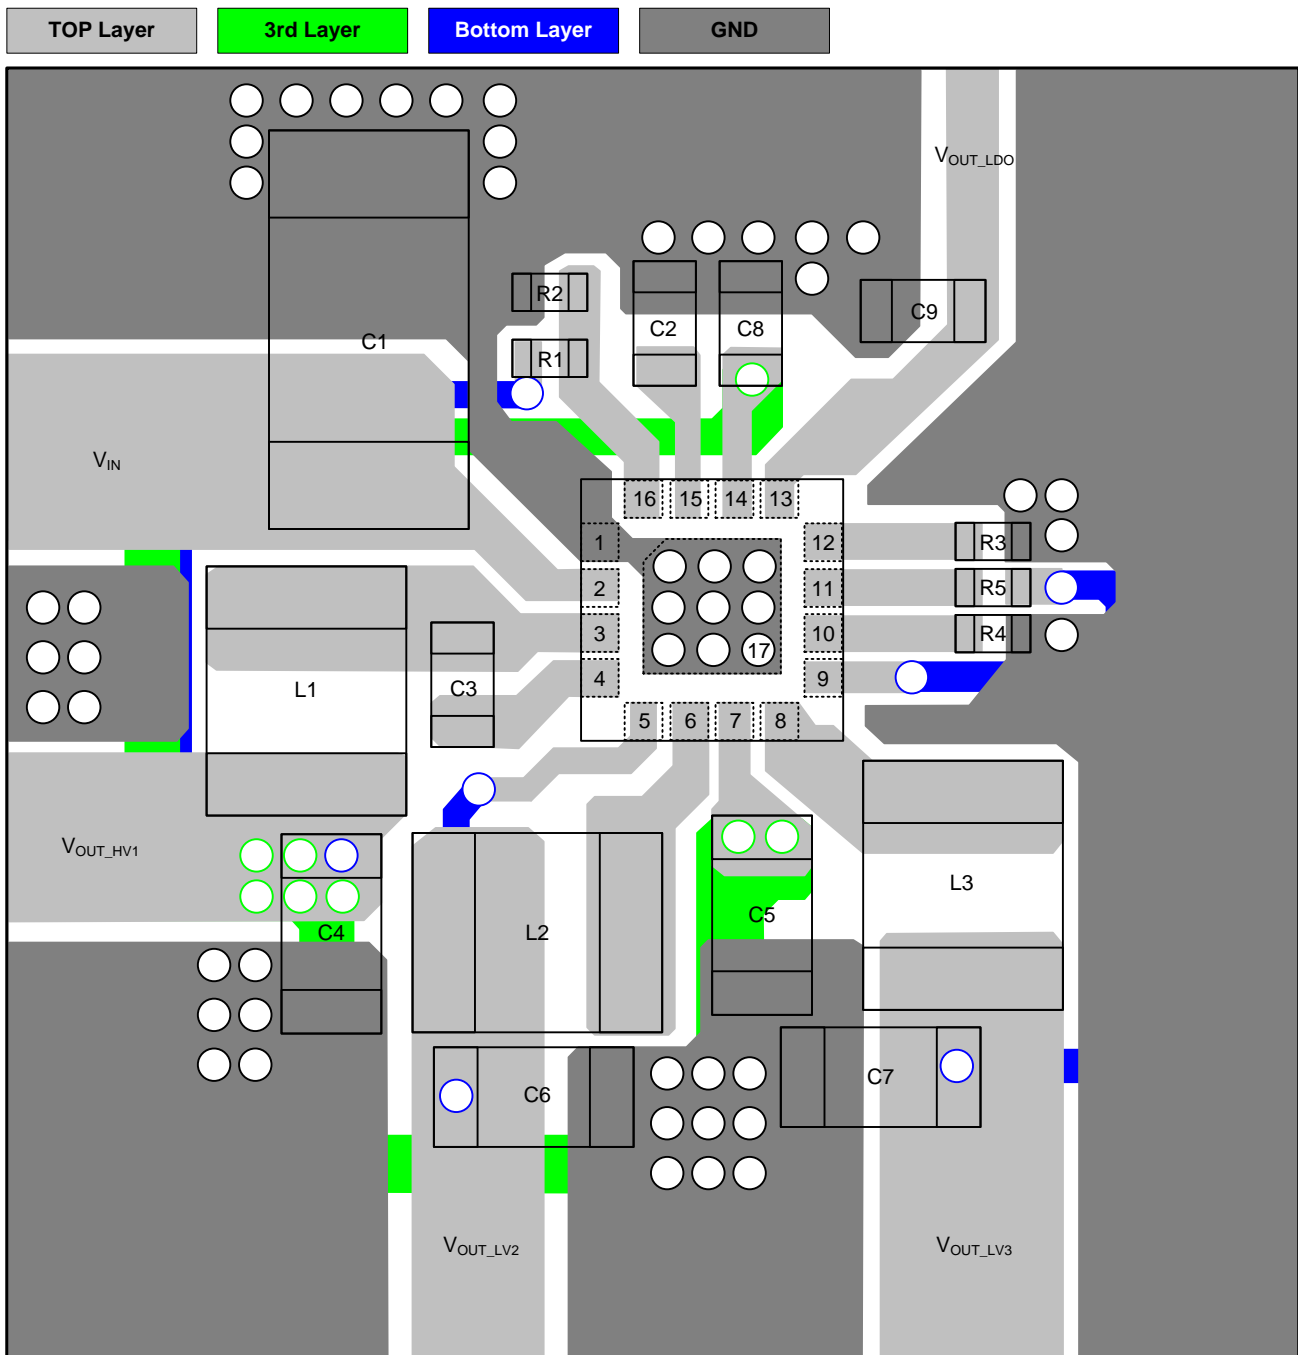 TOP Layer 3rd Layer Bottom Layer GND
VOUT_LDO
R2
C2 C8 C9
C1
R1
VIN
16 15 14 13
1 12 R3
2 11 R5
3 10 R4
4 17 9
L1 C3
5 6 7 8
VOUT_HV1
L3
C4 L2 C5
C7
C6
VOUT_LV2 VOUT_LV3